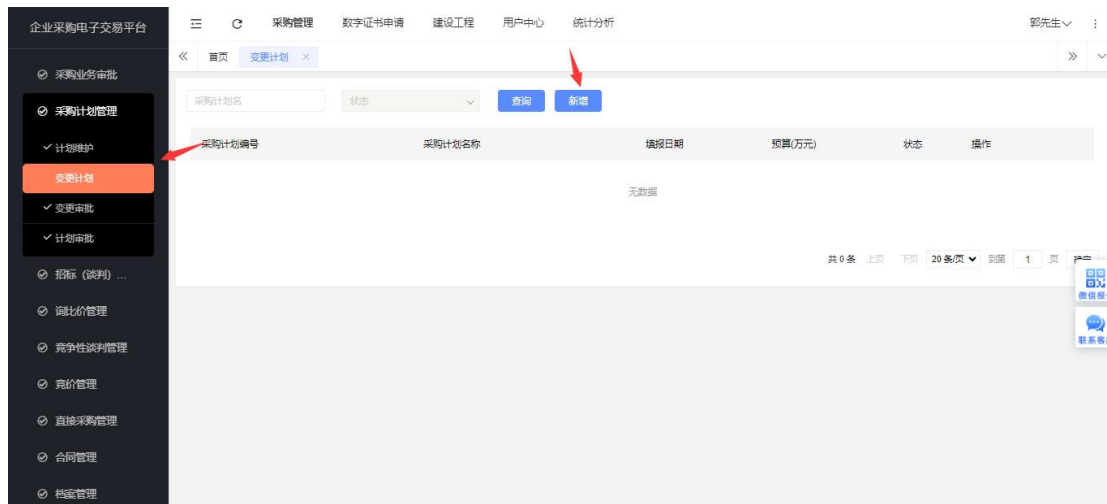 企业采购电子交易平台
采购管理 数字证书申请 建设工程 用户中心 统计分析 郭先生
首页 变更计划
采购业务审批
采购计划管理
计划维护
变更计划
变更审批
计划审批
招标（谈判）...
询比价管理
竞争性谈判管理
竞价管理
直接采购管理
合同管理
档案管理
采购计划名 状态 查询 新增
采购计划编号 采购计划名称 填报日期 预算(万元) 状态 操作
无数据
共 0 条 上页 下页 20 条/页 到第 1 页
微信报
联系客